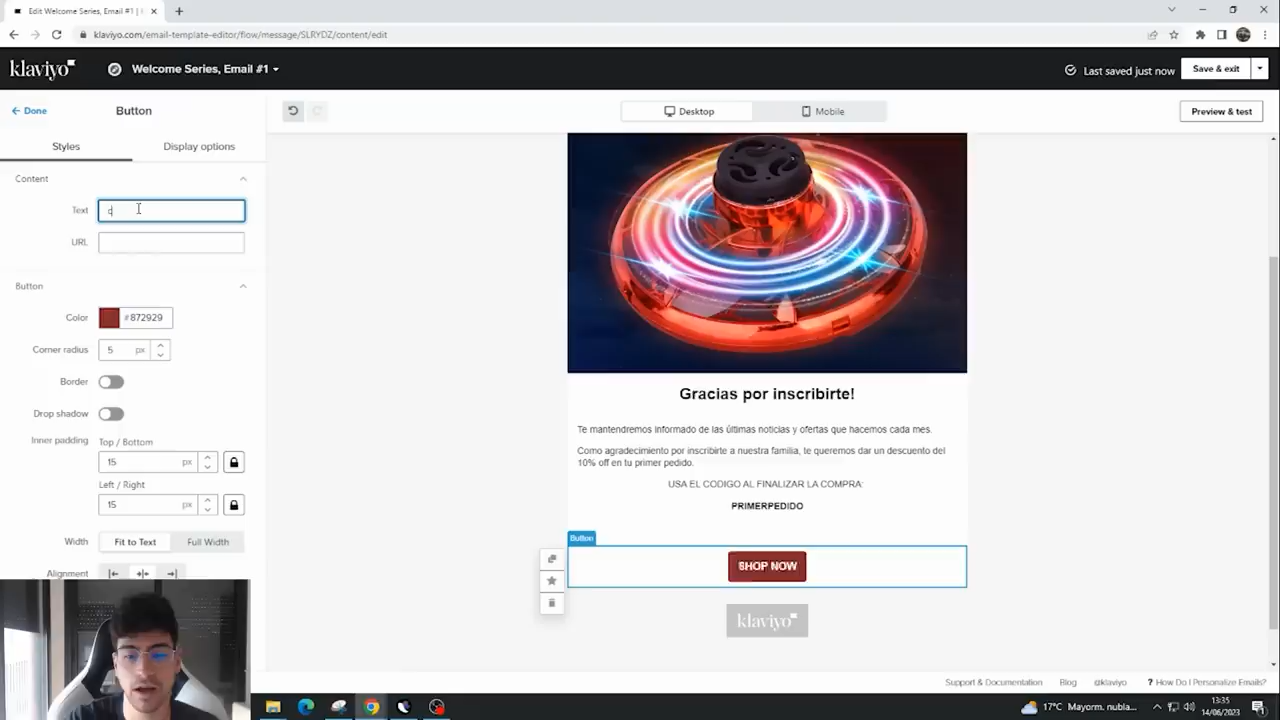 Edit Welcome Series, Email #1 |
klaviyo.com/email-template-editor/flow/message/SLRYDZ/content/edit
klaviyo
Welcome Series, Email #1
Last saved just now
Save & exit
Done
Button
Desktop
Mobile
Preview & test
Styles
Display options
Content
Text
c
URL
Button
Color
#872929
Corner radius
5 px
Border
Drop shadow
Inner padding
Top / Bottom
15 px
Left / Right
15 px
Width
Fit to Text
Full Width
Alignment
Gracias por inscribirte!
Te mantendremos informado de las últimas noticias y ofertas que hacemos cada mes.
Como agradecimiento por inscribirte a nuestra familia, te queremos dar un descuento del
10% off en tu primer pedido.
USA EL CODIGO AL FINALIZAR LA COMPRA:
PRIMERPEDIDO
Button
SHOP NOW
klaviyo
Support & Documentation
Blog
@klaviyo
? How Do I Personalize Emails?
17°C Mayorm. nubla...
13:35
14/06/2023